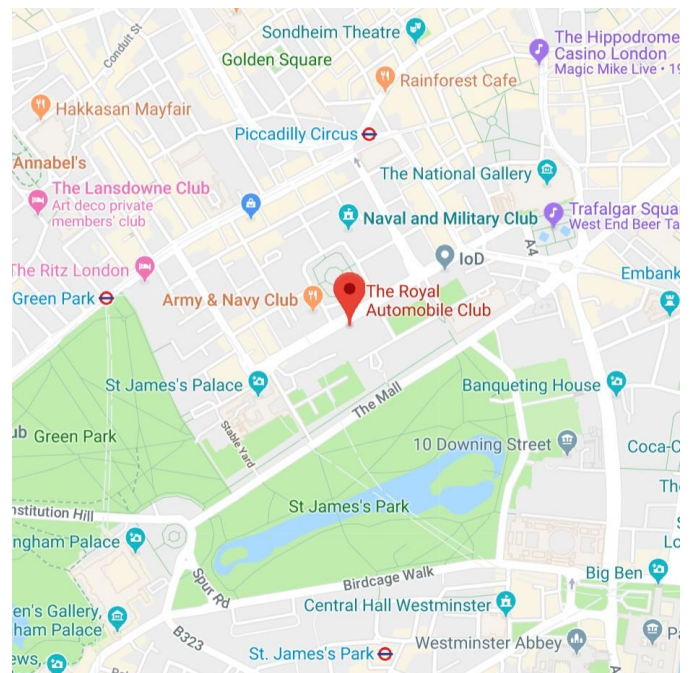 Sondheim Theatre
The Hippodrome
Casino London
Magic Mike Live • 19
Conduit St
Golden Square
Rainforest Cafe
Hakkasan Mayfair
Piccadilly Circus
Annabel's
The National Gallery
The Lansdowne Club
Art deco private
members' club
Naval and Military Club
Trafalgar Squa
West End Beer Ta
A4
IoD
The Ritz London
Embank
Green Park
Army & Navy Club
The Royal
Automobile Club
St James's Palace
The Mall
Banqueting House
Stable Yard
ub
Green Park
10 Downing Street
Coca-C
Th
St James's Park
nstitution Hill
S
Lo
ngham Palace
Big Ben
Spur Rd
Birdcage Walk
Central Hall Westminster
en's Gallery,
ham Palace
B323
Westminster Abbey
Pa
St. James's Park
ews,
A